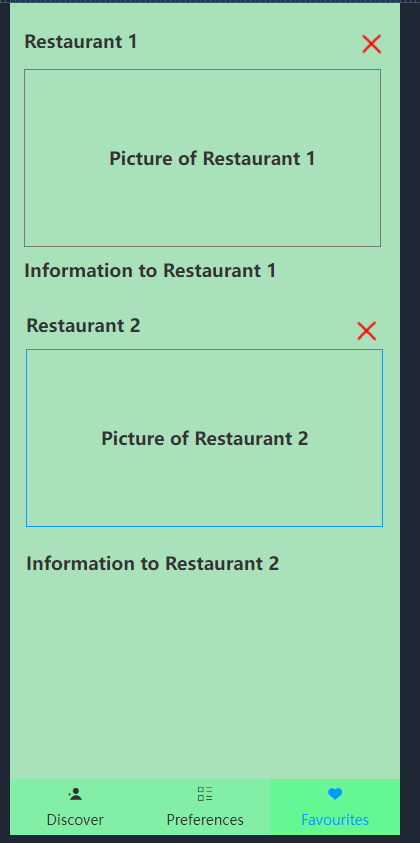 Restaurant 1
Picture of Restaurant 1
Information to Restaurant 1
Restaurant 2
Picture of Restaurant 2
Information to Restaurant 2
Discover
Preferences
Favourites